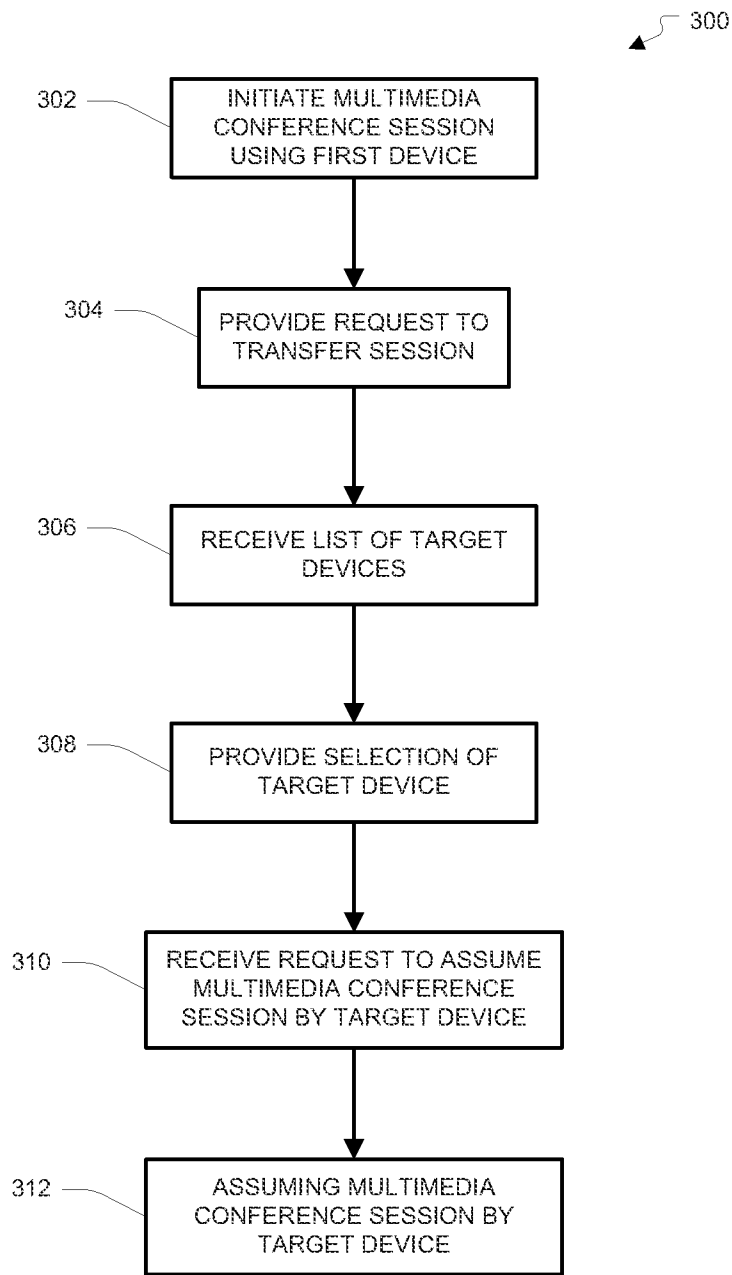 300
302
INITIATE MULTIMEDIA
CONFERENCE SESSION
USING FIRST DEVICE
304
PROVIDE REQUEST TO
TRANSFER SESSION
306
RECEIVE LIST OF TARGET
DEVICES
308
PROVIDE SELECTION OF
TARGET DEVICE
310
RECEIVE REQUEST TO ASSUME
MULTIMEDIA CONFERENCE
SESSION BY TARGET DEVICE
312
ASSUMING MULTIMEDIA
CONFERENCE SESSION BY
TARGET DEVICE